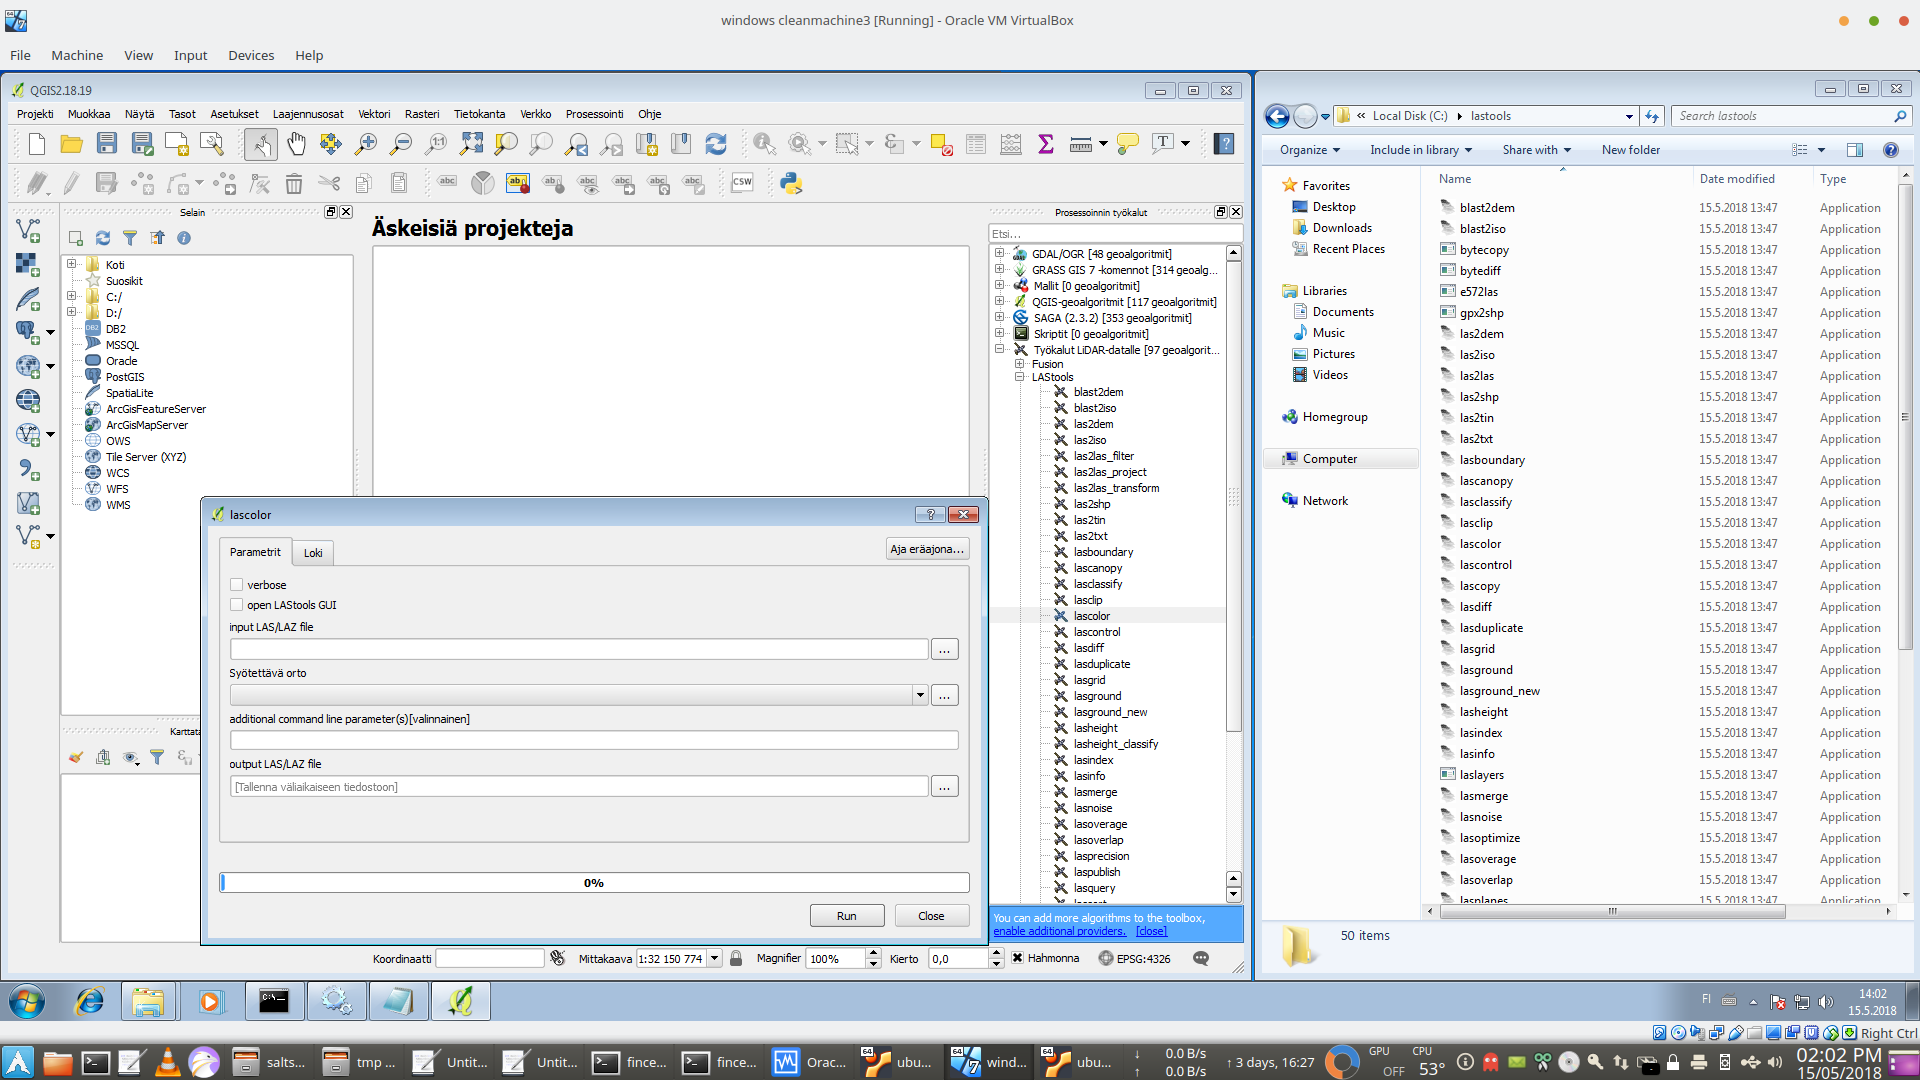 windows cleanmachine3 [Running] - Oracle VM VirtualBox
File Machine View Input Devices Help
QGIS2.18.19
Projekti Muokkaa Näytä Tasot Asetukset Laajennusosat Vektori Rasteri Tietokanta Verkko Prosessointi Ohje
Selain
Koti
Suosikit
C:/
D:/
DB2
MSSQL
Oracle
PostGIS
SpatiaLite
ArcGisFeatureServer
ArcGisMapServer
OWS
Tile Server (XYZ)
WCS
WFS
WMS
Karttata
Äskeisiä projekteja
Prosessoinnin työkalut
Etsi...
GDAL/OGR [48 geoalgoritmit]
GRASS GIS 7 -komennot [314 geoalg...
Mallit [0 geoalgoritmit]
QGIS-geoalgoritmit [117 geoalgoritmit]
SAGA (2.3.2) [353 geoalgoritmit]
Skriptit [0 geoalgoritmit]
Työkalut LiDAR-datalle [97 geoalgorit...
Fusion
LAStools
blast2dem
blast2iso
las2dem
las2iso
las2las_filter
las2las_project
las2las_transform
las2shp
las2tin
las2txt
lasboundary
lascanopy
lasclassify
lasclip
lascolor
lascontrol
lasdiff
lasduplicate
lasgrid
lasground
lasground_new
lasheight
lasheight_classify
lasindex
lasinfo
lasmerge
lasnoise
lasoverage
lasoverlap
lasprecision
laspublish
lasquery
You can add more algorithms to the toolbox,
enable additional providers. [close]
lascolor
Parametrit Loki Aja eräajona...
verbose
open LAStools GUI
input LAS/LAZ file
...
Syötettävä orto
...
additional command line parameter(s)[valinnainen]
output LAS/LAZ file
[Tallenna väliaikaiseen tiedostoon] ...
0%
Run Close
Koordinaatti Mittakaava 1:32 150 774 Magnifier 100% Kierto 0,0 Hahmonna EPSG:4326
« Local Disk (C:) lastools Search lastools
Organize Include in library Share with New folder
Favorites
Desktop
Downloads
Recent Places
Libraries
Documents
Music
Pictures
Videos
Homegroup
Computer
Network
Name Date modified Type
blast2dem 15.5.2018 13:47 Application
blast2iso 15.5.2018 13:47 Application
bytecopy 15.5.2018 13:47 Application
bytediff 15.5.2018 13:47 Application
e572las 15.5.2018 13:47 Application
gpx2shp 15.5.2018 13:47 Application
las2dem 15.5.2018 13:47 Application
las2iso 15.5.2018 13:47 Application
las2las 15.5.2018 13:47 Application
las2shp 15.5.2018 13:47 Application
las2tin 15.5.2018 13:47 Application
las2txt 15.5.2018 13:47 Application
lasboundary 15.5.2018 13:47 Application
lascanopy 15.5.2018 13:47 Application
lasclassify 15.5.2018 13:47 Application
lasclip 15.5.2018 13:47 Application
lascolor 15.5.2018 13:47 Application
lascontrol 15.5.2018 13:47 Application
lascopy 15.5.2018 13:47 Application
lasdiff 15.5.2018 13:47 Application
lasduplicate 15.5.2018 13:47 Application
lasgrid 15.5.2018 13:47 Application
lasground 15.5.2018 13:47 Application
lasground_new 15.5.2018 13:47 Application
lasheight 15.5.2018 13:47 Application
lasindex 15.5.2018 13:47 Application
lasinfo 15.5.2018 13:47 Application
laslayers 15.5.2018 13:47 Application
lasmerge 15.5.2018 13:47 Application
lasnoise 15.5.2018 13:47 Application
lasoptimize 15.5.2018 13:47 Application
lasoverage 15.5.2018 13:47 Application
lasoverlap 15.5.2018 13:47 Application
lasplanes 15.5.2018 13:47 Application
50 items
FI 14:02
15.5.2018
Right Ctrl
salts... tmp ... Untit... Untit... fince... fince... Orac... ubu... wind... ubu...
↓ 0.0 B/s
↑ 0.0 B/s
↑ 3 days, 16:27
GPU OFF
CPU 53°
02:02 PM
15/05/2018